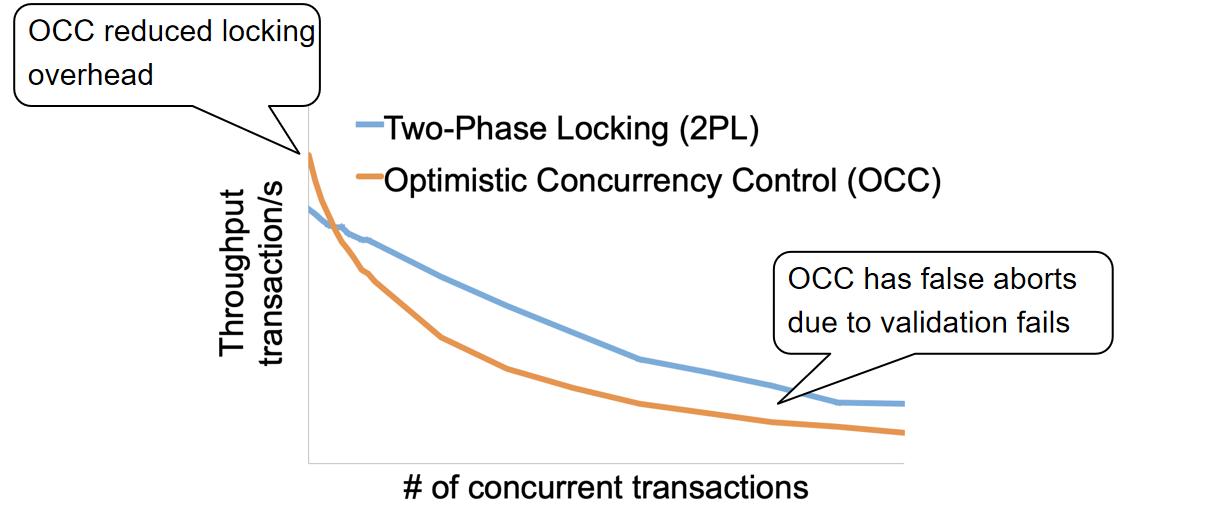 OCC reduced locking
overhead
Two-Phase Locking (2PL)
Optimistic Concurrency Control (OCC)
Throughput
transaction/s
OCC has false aborts
due to validation fails
# of concurrent transactions